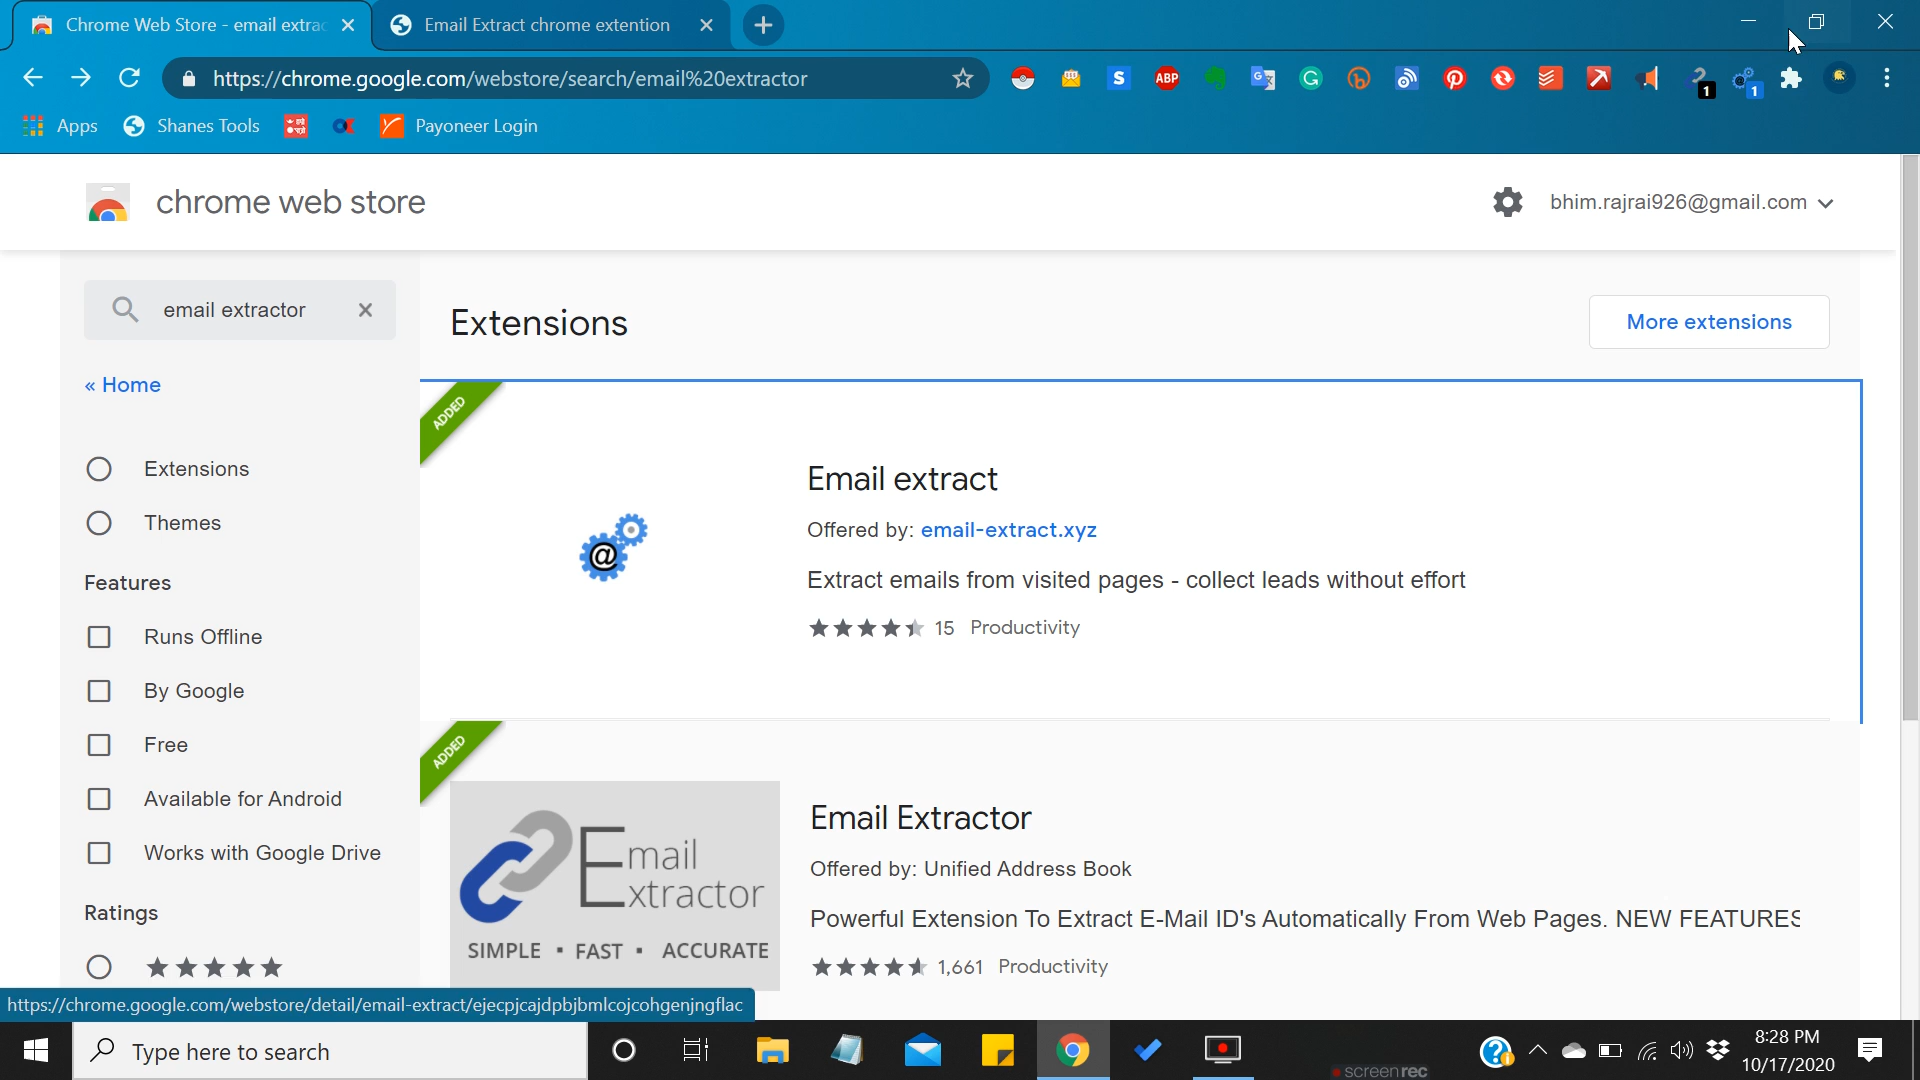 Chrome Web Store - email extrac
Email Extract chrome extention
https://chrome.google.com/webstore/search/email%20extractor
S
ABP
G
1
1
Apps
Shanes Tools
Payoneer Login
chrome web store
bhim.rajrai926@gmail.com
email extractor
Extensions
More extensions
« Home
Extensions
Themes
Features
Runs Offline
By Google
Free
Available for Android
Works with Google Drive
Ratings
ADDED
@
Email extract
Offered by: email-extract.xyz
Extract emails from visited pages - collect leads without effort
15 Productivity
ADDED
Email
Extractor
SIMPLE · FAST · ACCURATE
Email Extractor
Offered by: Unified Address Book
Powerful Extension To Extract E-Mail ID's Automatically From Web Pages. NEW FEATURES
1,661 Productivity
https://chrome.google.com/webstore/detail/email-extract/ejecpjcajdpbjbmlcojcohgenjngflac
Type here to search
screenrec
8:28 PM
10/17/2020